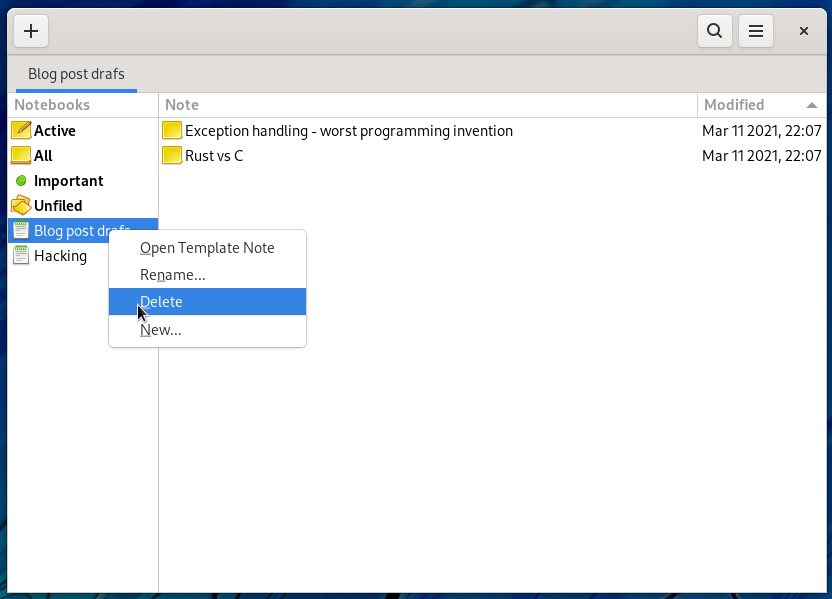 Blog post drafs
Notebooks
Note
Modified
Active
All
Important
Unfiled
Blog post drafs
Hacking
Exception handling - worst programming invention
Mar 11 2021, 22:07
Rust vs C
Mar 11 2021, 22:07
Open Template Note
Rename...
Delete
New...